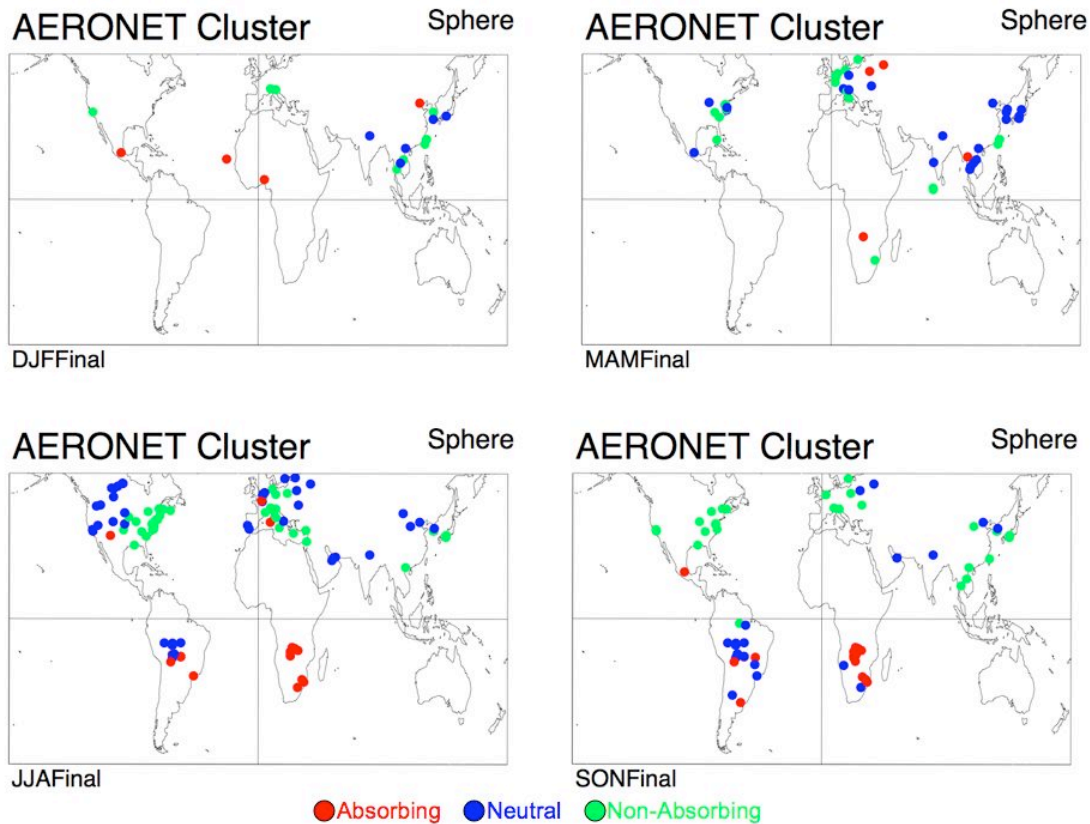 AERONET Cluster Sphere
DJFFinal
AERONET Cluster Sphere
MAMFinal
AERONET Cluster Sphere
JJAFinal
AERONET Cluster Sphere
SONFinal
Absorbing Neutral Non-Absorbing